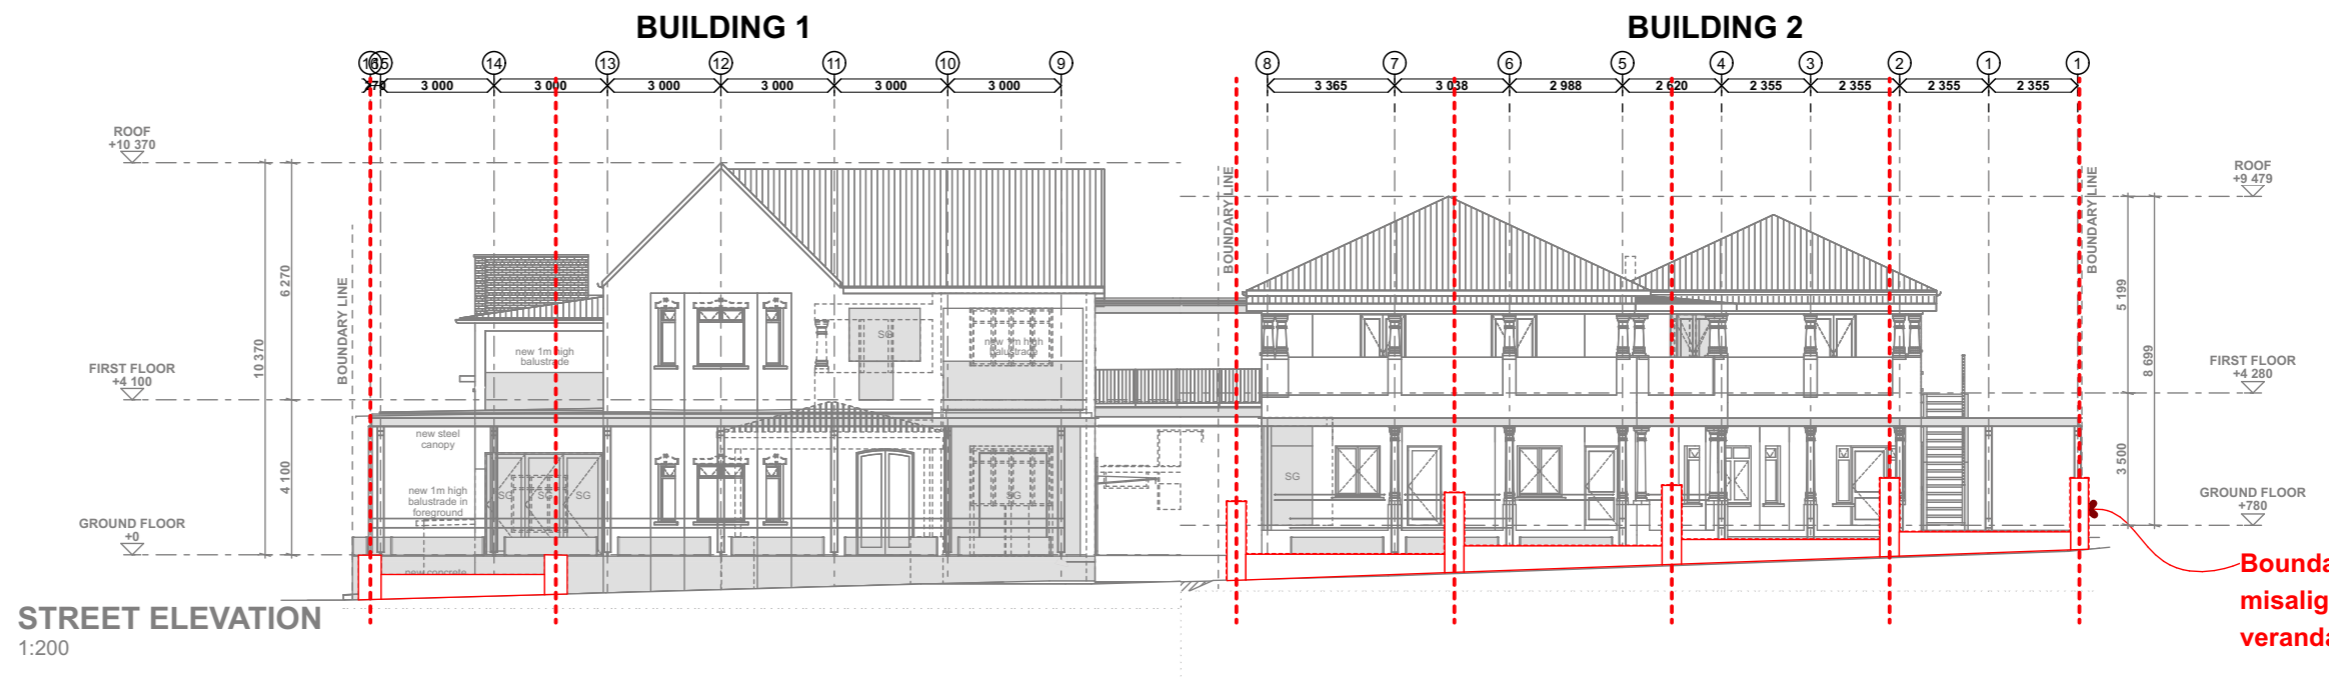 BUILDING 1
BUILDING 2
16 15 14 13 12 11 10 9 8 7 6 5 4 3 2 1 1
270 3 000 3 000 3 000 3 000 3 000 3 000 3 365 3 038 2 988 2 620 2 355 2 355 2 355 2 355
ROOF
+10 370
ROOF
+9 479
BOUNDARY LINE
BOUNDARY LINE
BOUNDARY LINE
6 270
10 370
4 100
5 199
8 699
3 500
SG
new 1m high
balustrade
new 1m high
balustrade
FIRST FLOOR
+4 100
FIRST FLOOR
+4 280
new steel
canopy
new 1m high
balustrade in
foreground
SG SG SG
SG
SG
GROUND FLOOR
+0
GROUND FLOOR
+780
new concrete
Bounda
misalig
veranda
STREET ELEVATION
1:200